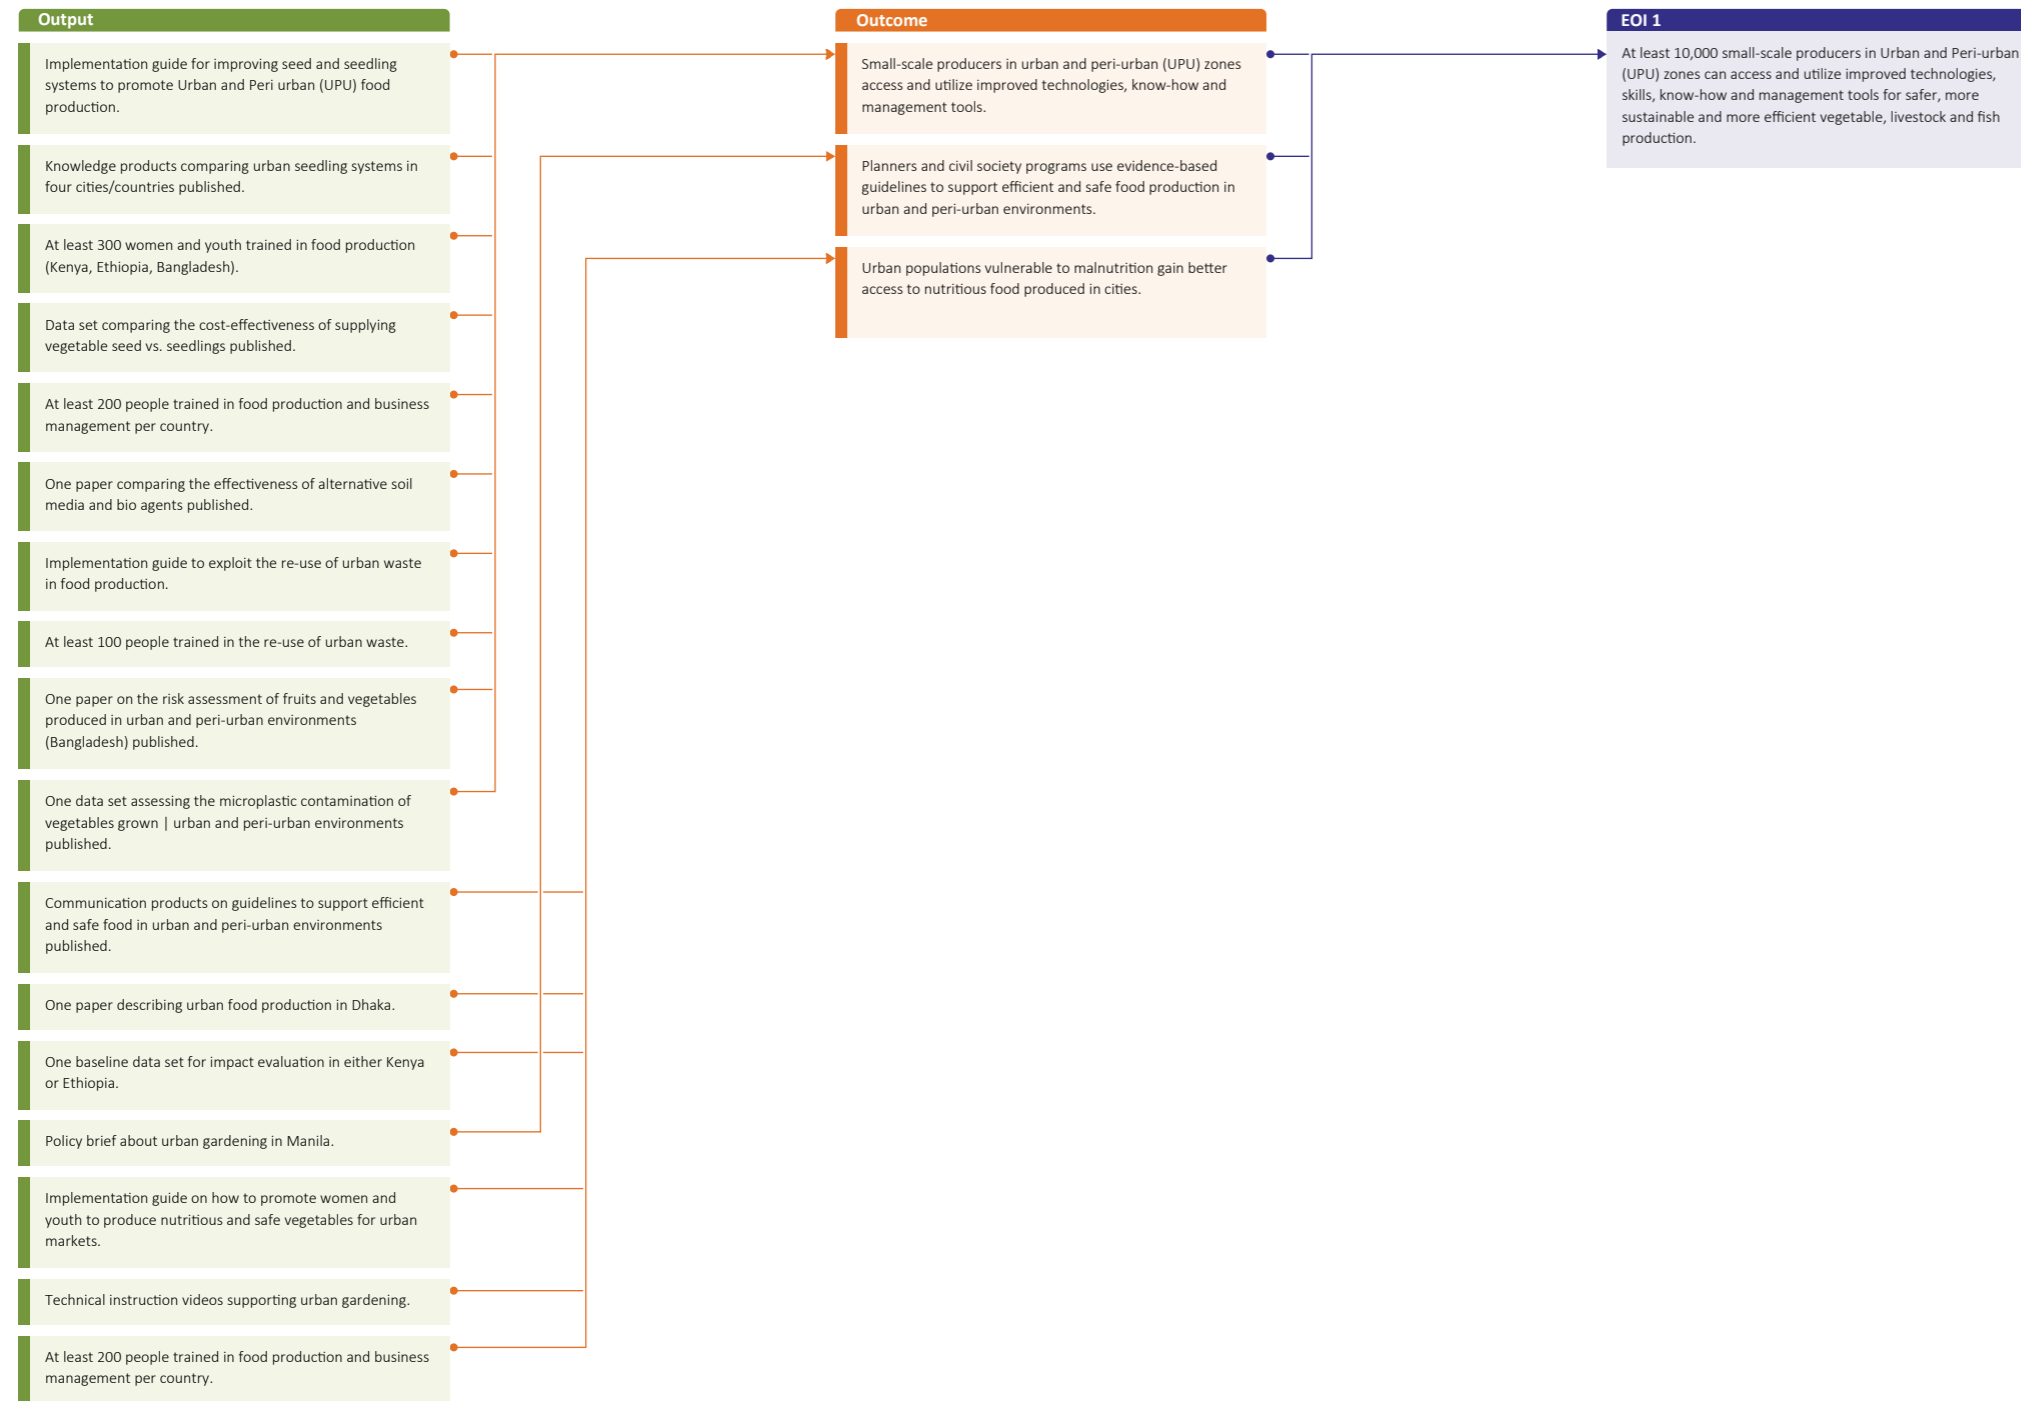 Output
Implementation guide for improving seed and seedling
systems to promote Urban and Peri urban (UPU) food
production.
Knowledge products comparing urban seedling systems in
four cities/countries published.
At least 300 women and youth trained in food production
(Kenya, Ethiopia, Bangladesh).
Data set comparing the cost-effectiveness of supplying
vegetable seed vs. seedlings published.
At least 200 people trained in food production and business
management per country.
One paper comparing the effectiveness of alternative soil
media and bio agents published.
Implementation guide to exploit the re-use of urban waste
in food production.
At least 100 people trained in the re-use of urban waste.
One paper on the risk assessment of fruits and vegetables
produced in urban and peri-urban environments
(Bangladesh) published.
One data set assessing the microplastic contamination of
vegetables grown | urban and peri-urban environments
published.
Communication products on guidelines to support efficient
and safe food in urban and peri-urban environments
published.
One paper describing urban food production in Dhaka.
One baseline data set for impact evaluation in either Kenya
or Ethiopia.
Policy brief about urban gardening in Manila.
Implementation guide on how to promote women and
youth to produce nutritious and safe vegetables for urban
markets.
Technical instruction videos supporting urban gardening.
At least 200 people trained in food production and business
management per country.
Outcome
Small-scale producers in urban and peri-urban (UPU) zones
access and utilize improved technologies, know-how and
management tools.
Planners and civil society programs use evidence-based
guidelines to support efficient and safe food production in
urban and peri-urban environments.
Urban populations vulnerable to malnutrition gain better
access to nutritious food produced in cities.
EOI 1
At least 10,000 small-scale producers in Urban and Peri-urban
(UPU) zones can access and utilize improved technologies,
skills, know-how and management tools for safer, more
sustainable and more efficient vegetable, livestock and fish
production.